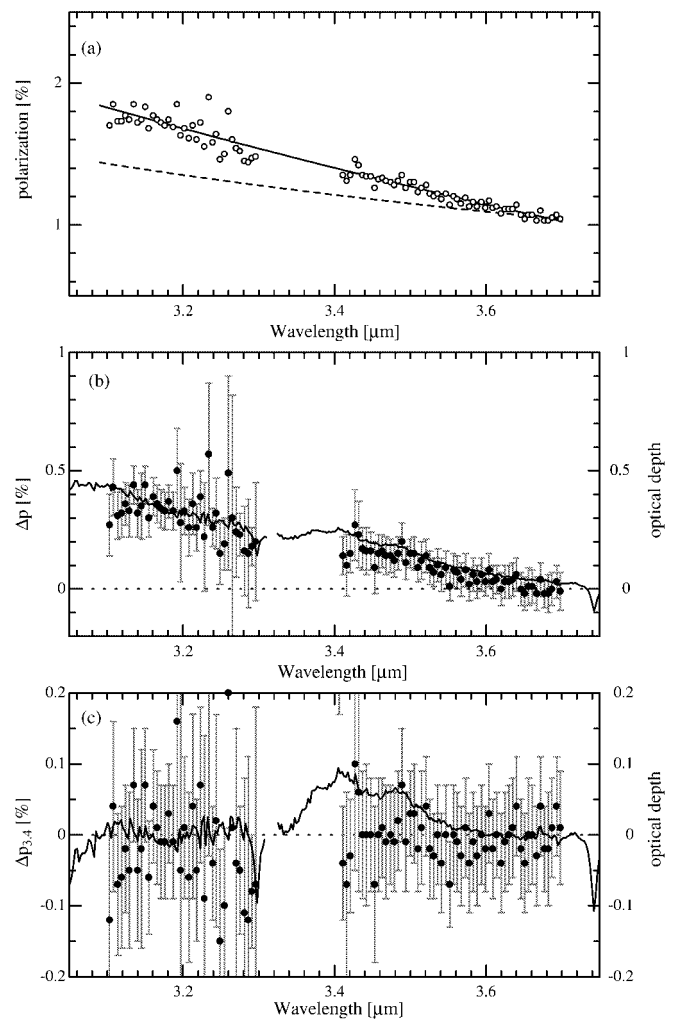 (a)
polarization [%]
2
1
3.2 3.4 3.6
Wavelength [μm]
(b)
Δp [%]
optical depth
1 1
0.5 0.5
0 0
3.2 3.4 3.6
Wavelength [μm]
(c)
Δp3.4 [%]
optical depth
0.2 0.2
0.1 0.1
0 0
-0.1 -0.1
-0.2 -0.2
3.2 3.4 3.6
Wavelength [μm]